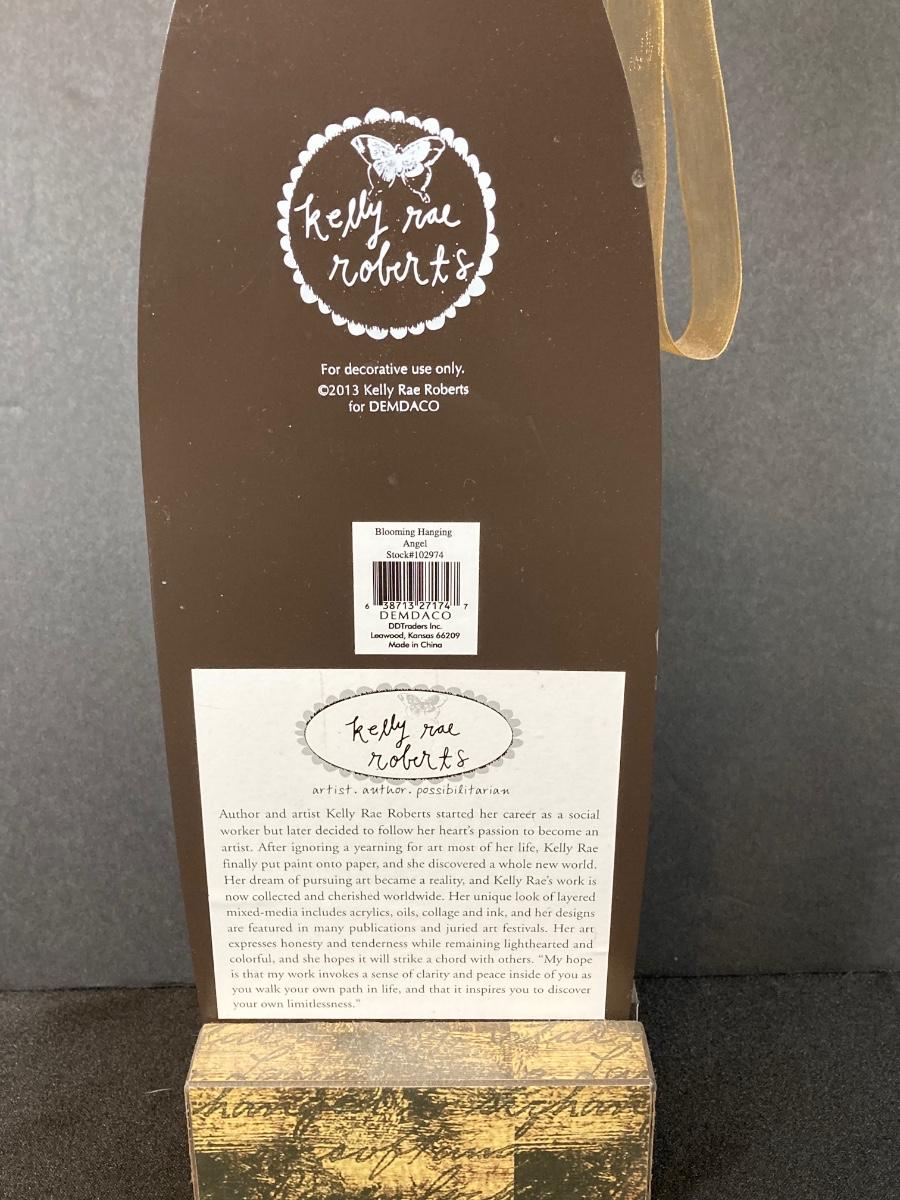 kelly rae
roberts
For decorative use only.
©2013 Kelly Rae Roberts
for DEMDACO
Blooming Hanging
Angel
Stock#102974
6 38713 27174 7
DEMDACO
DDTraders Inc.
Leawood, Kansas 66209
Made in China
kelly rae
roberts
artist. author. possibilitarian
Author and artist Kelly Rae Roberts started her career as a social
worker but later decided to follow her heart's passion to become an
artist. After ignoring a yearning for art most of her life, Kelly Rae
finally put paint onto paper, and she discovered a whole new world.
Her dream of pursuing art became a reality, and Kelly Rae's work is
now collected and cherished worldwide. Her unique look of layered
mixed-media includes acrylics, oils, collage and ink, and her designs
are featured in many publications and juried art festivals. Her art
expresses honesty and tenderness while remaining lighthearted and
colorful, and she hopes it will strike a chord with others. "My hope
is that my work invokes a sense of clarity and peace inside of you as
you walk your own path in life, and that it inspires you to discover
your own limitlessness."